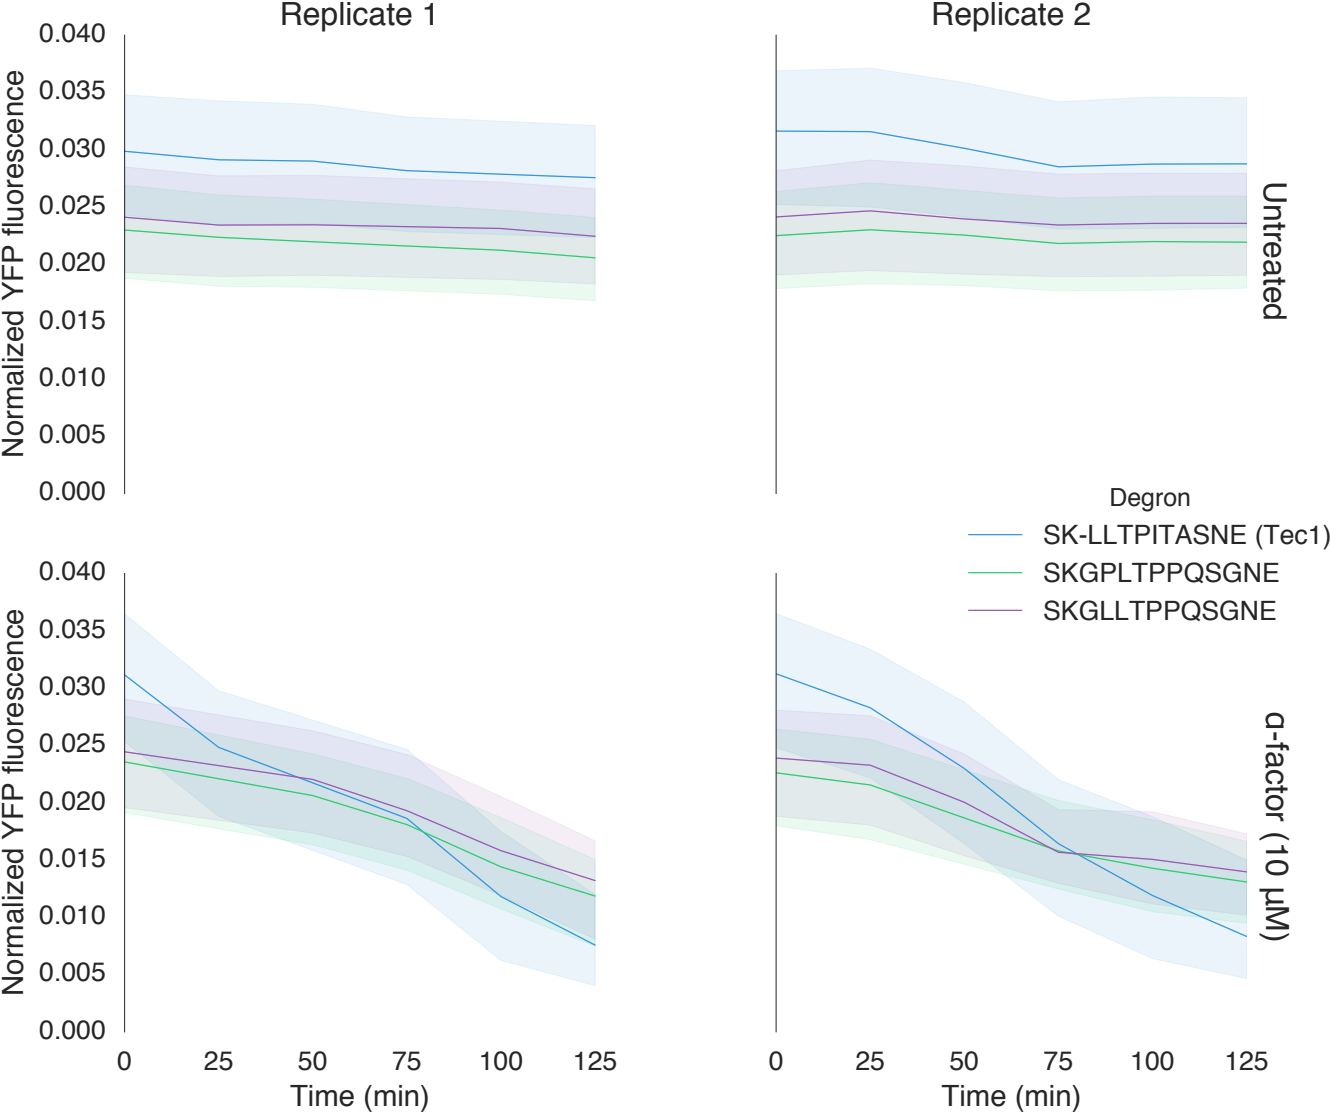 Replicate 1
Replicate 2
Normalized YFP fluorescence
0.040
0.035
0.030
0.025
0.020
0.015
0.010
0.005
0.000
Untreated
Degron
SK-LLTPITASNE (Tec1)
SKGPLTPPQSGNE
SKGLLTPPQSGNE
Normalized YFP fluorescence
0.040
0.035
0.030
0.025
0.020
0.015
0.010
0.005
0.000
α-factor (10 μM)
0 25 50 75 100 125
0 25 50 75 100 125
Time (min)
Time (min)